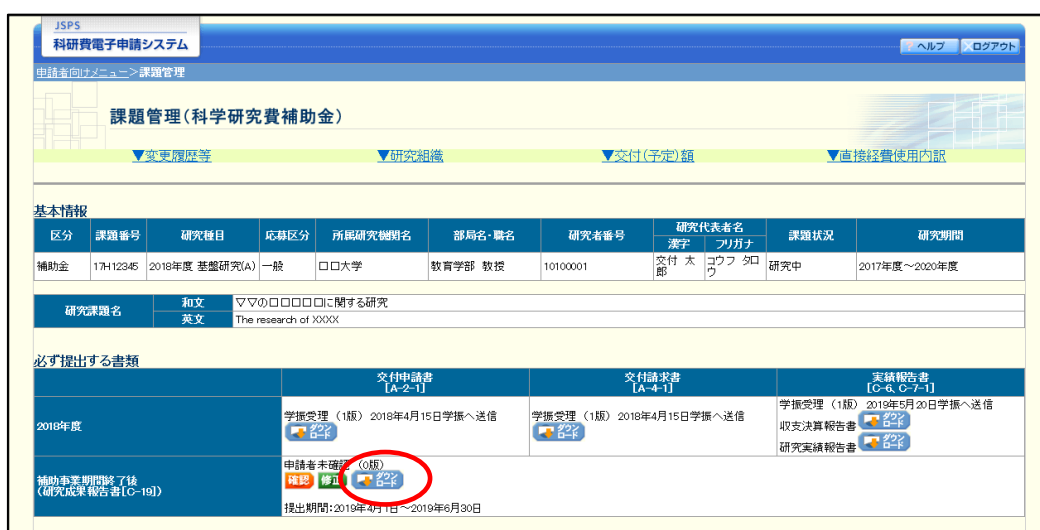 JSPS
科研費電子申請システム
ヘルプ ログアウト
申請者向けメニュー>課題管理
課題管理(科学研究費補助金)
▼変更履歴等 ▼研究組織 ▼交付(予定)額 ▼直接経費使用内訳
基本情報
区分 課題番号 研究種目 応募区分 所属研究機関名 部局名・職名 研究者番号 研究代表者名 課題状況 研究期間
漢字 フリガナ
補助金 17H12345 2018年度 基盤研究(A) 一般 口口大学 教育学部 教授 10100001 交付 太郎 コウフ タロウ 研究中 2017年度~2020年度
研究課題名 和文 ▽▽の口口口口口に関する研究
英文 The research of XXXX
必ず提出する書類
交付申請書 交付請求書 実績報告書
[A-2-1] [A-4-1] [C-6、C-7-1]
2018年度 学振受理 (1版) 2018年4月15日学振へ送信 学振受理 (1版) 2018年4月15日学振へ送信 学振受理 (1版) 2019年5月20日学振へ送信
ダウンロード ダウンロード 収支決算報告書 ダウンロード
研究実績報告書 ダウンロード
補助事業期間終了後
(研究成果報告書[C-19])
申請者未確認 (0版)
確認 修正 ダウンロード
提出期間:2019年4月1日~2019年6月30日